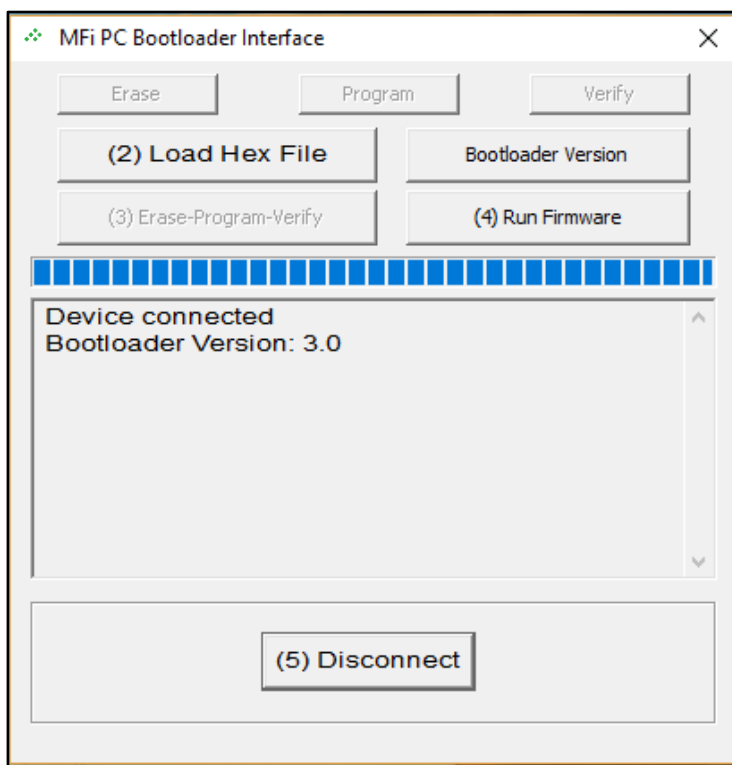 MFi PC Bootloader Interface
Erase Program Verify
(2) Load Hex File Bootloader Version
(3) Erase-Program-Verify (4) Run Firmware
Device connected
Bootloader Version: 3.0
(5) Disconnect